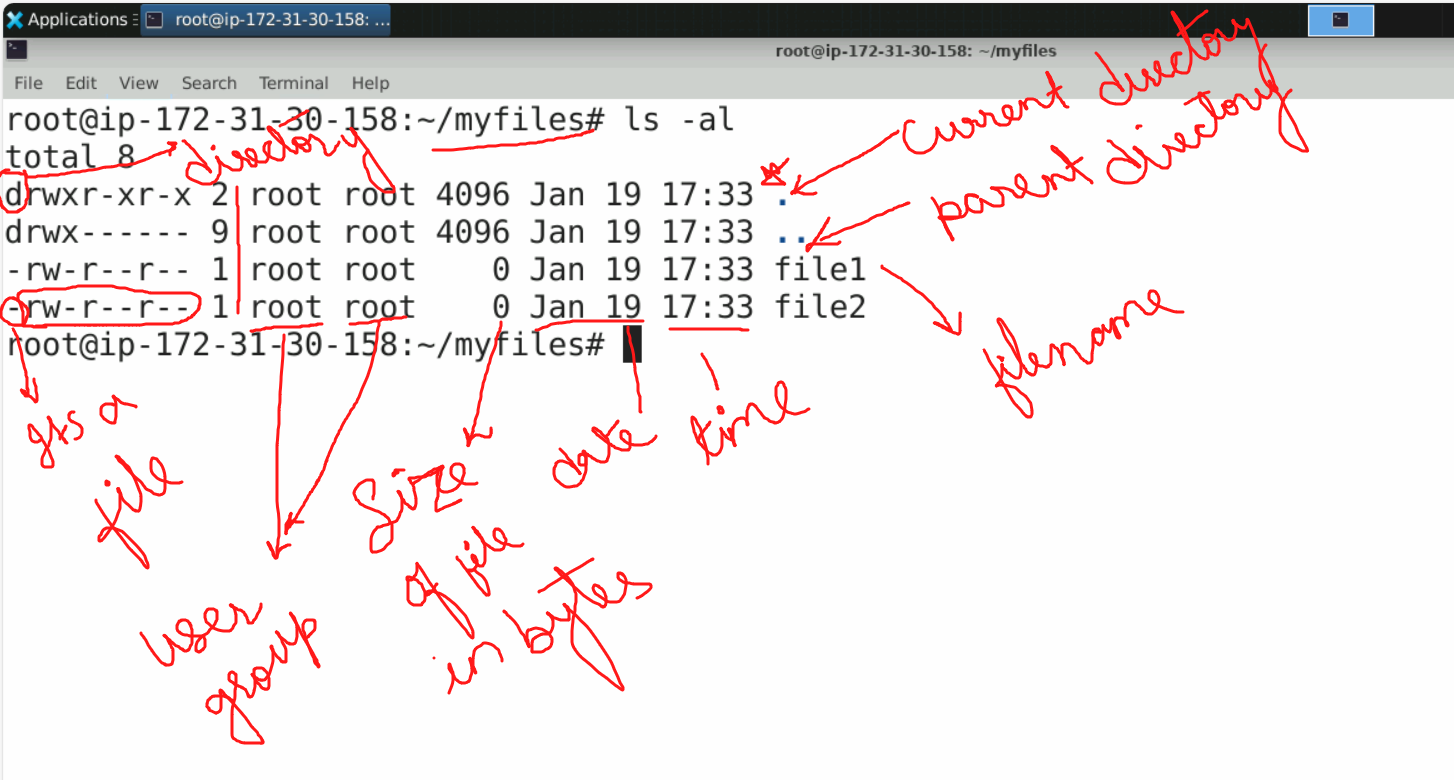 Applications
root@ip-172-31-30-158: ...
root@ip-172-31-30-158: ~/myfiles
File Edit View Search Terminal Help
root@ip-172-31-30-158:~/myfiles# ls -al
total 8
directory
current directory
parent directory
drwxr-xr-x 2 root root 4096 Jan 19 17:33 .
drwx------ 9 root root 4096 Jan 19 17:33 ..
-rw-r--r-- 1 root root 0 Jan 19 17:33 file1
-rw-r--r-- 1 root root 0 Jan 19 17:33 file2
root@ip-172-31-30-158:~/myfiles#
filename
a
file
user
group
size
of file
in bytes
date
time